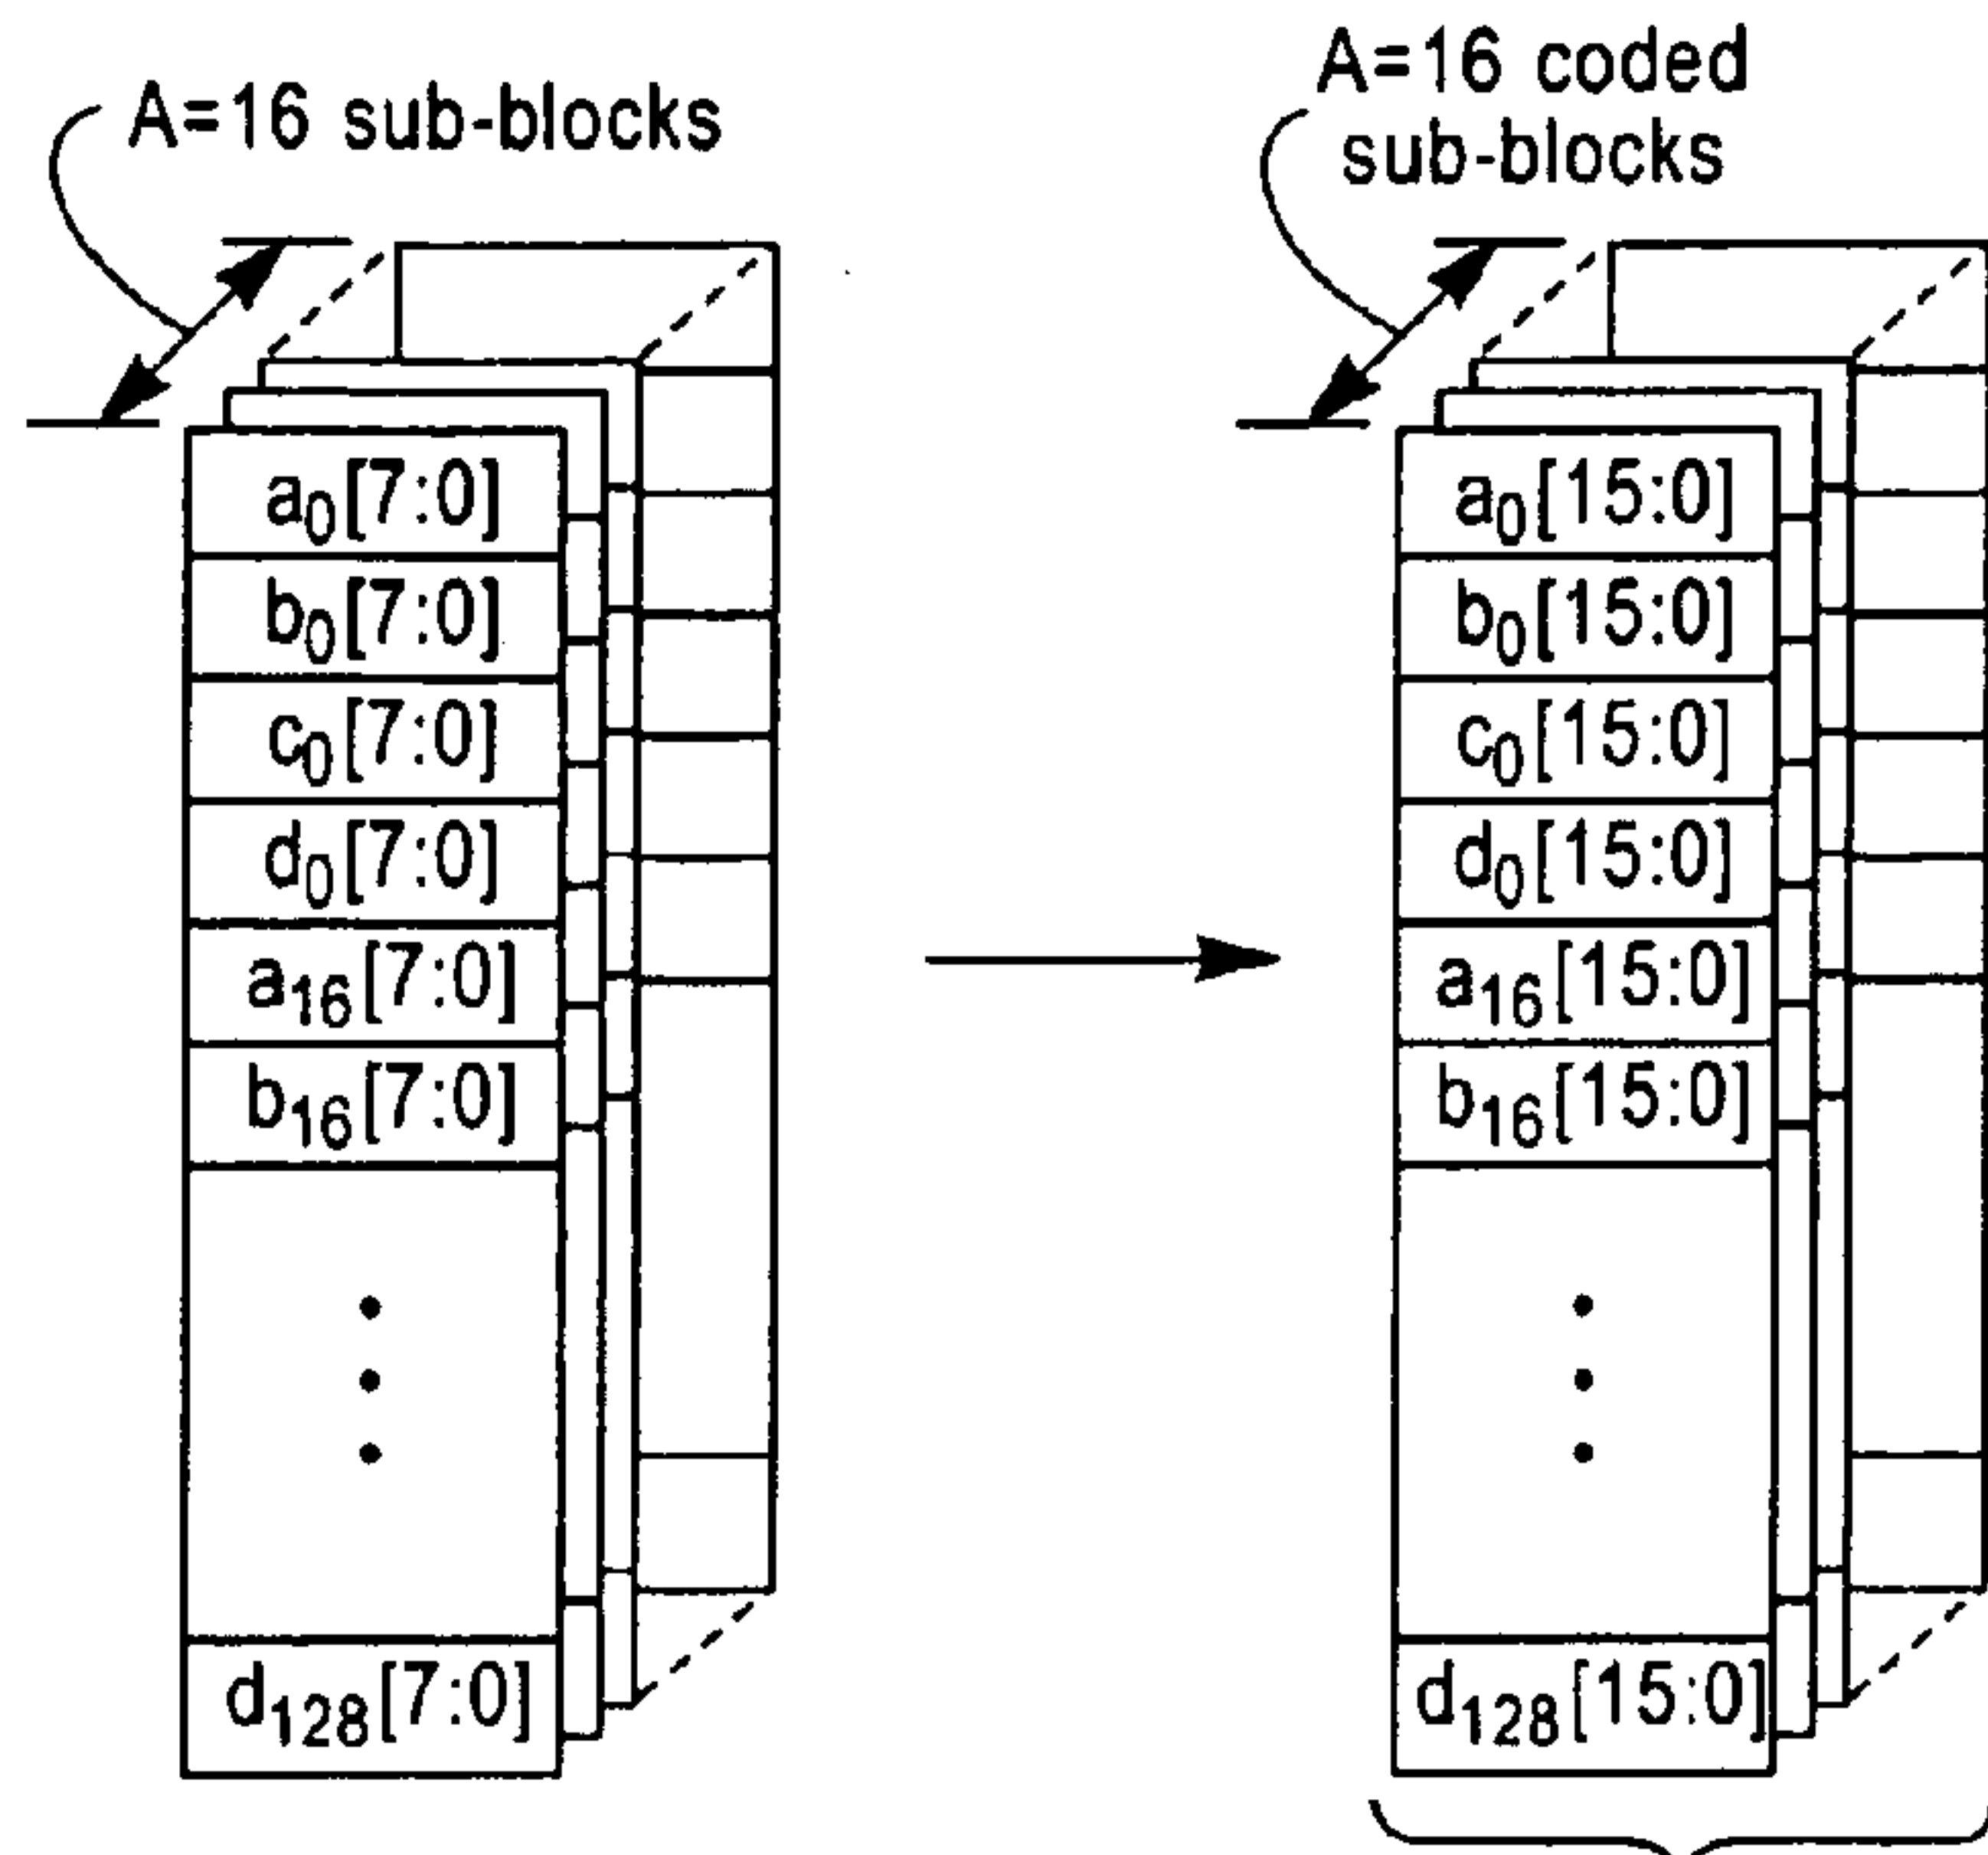 A=16 sub-blocks
a₀[7:0]
b₀[7:0]
c₀[7:0]
d₀[7:0]
a₁₆[7:0]
b₁₆[7:0]
d₁₂₈[7:0]
A=16 coded
sub-blocks
a₀[15:0]
b₀[15:0]
c₀[15:0]
d₀[15:0]
a₁₆[15:0]
b₁₆[15:0]
d₁₂₈[15:0]